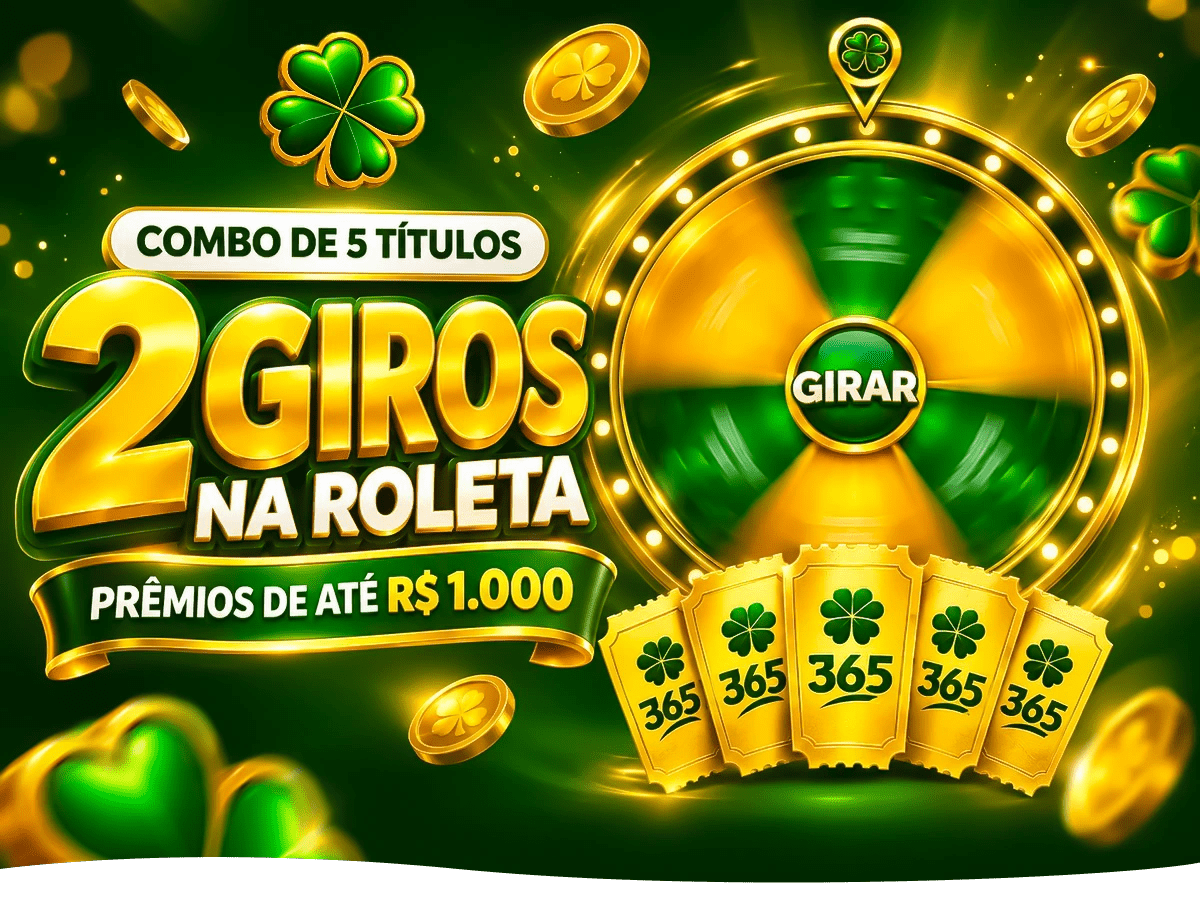 COMBO DE 5 TÍTULOS
2 GIROS
NA ROLETA
PRÊMIOS DE ATÉ R$ 1.000
GIRAR
365
365
365
365
365